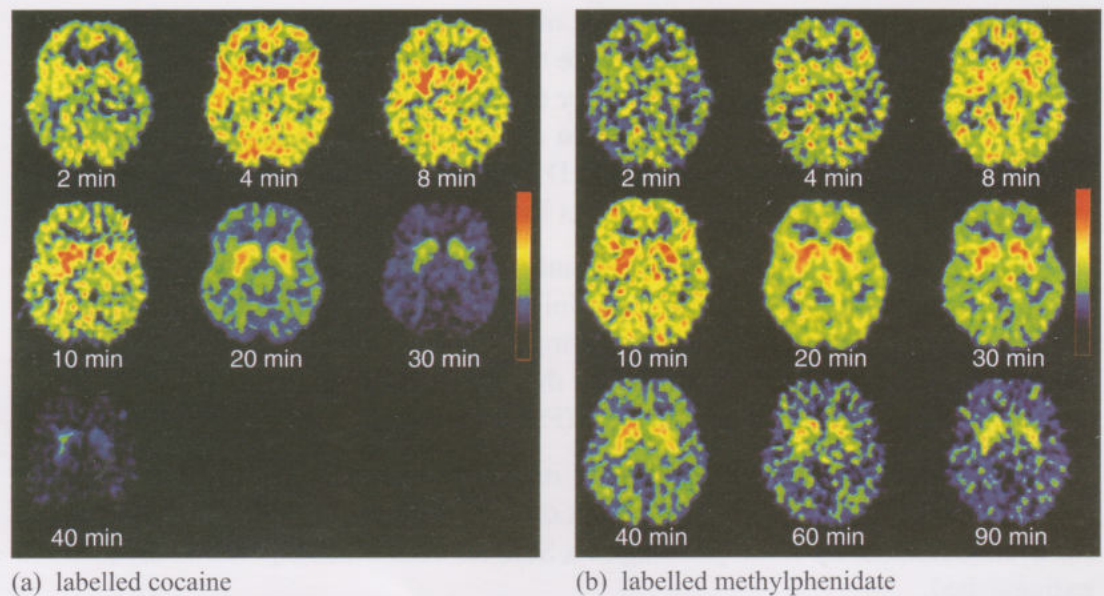 2 min 4 min 8 min
10 min 20 min 30 min
40 min
(a) labelled cocaine
2 min 4 min 8 min
10 min 20 min 30 min
40 min 60 min 90 min
(b) labelled methylphenidate